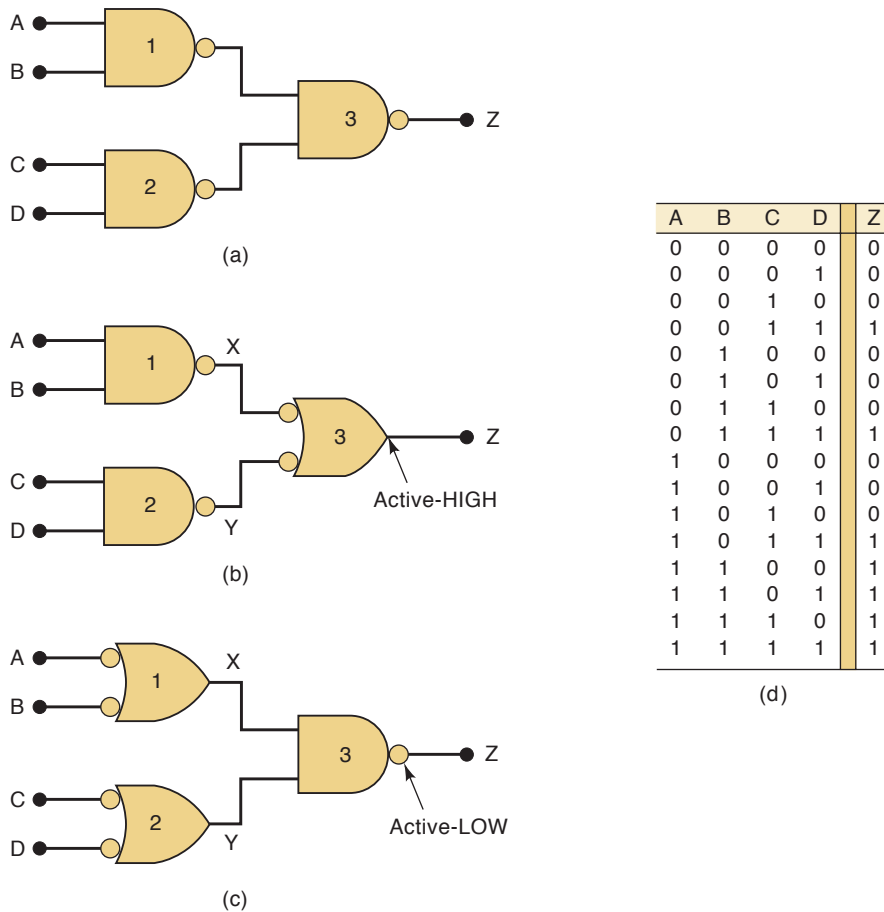 A
B
1
C
D
2
3
Z
(a)
A
B
1
X
C
D
2
Y
3
Z
Active-HIGH
(b)
A
B
1
X
C
D
2
Y
3
Z
Active-LOW
(c)
A B C D Z
0 0 0 0 0
0 0 0 1 0
0 0 1 0 0
0 0 1 1 1
0 1 0 0 0
0 1 0 1 0
0 1 1 0 0
0 1 1 1 1
1 0 0 0 0
1 0 0 1 0
1 0 1 0 0
1 0 1 1 1
1 1 0 0 1
1 1 0 1 1
1 1 1 0 1
1 1 1 1 1
(d)